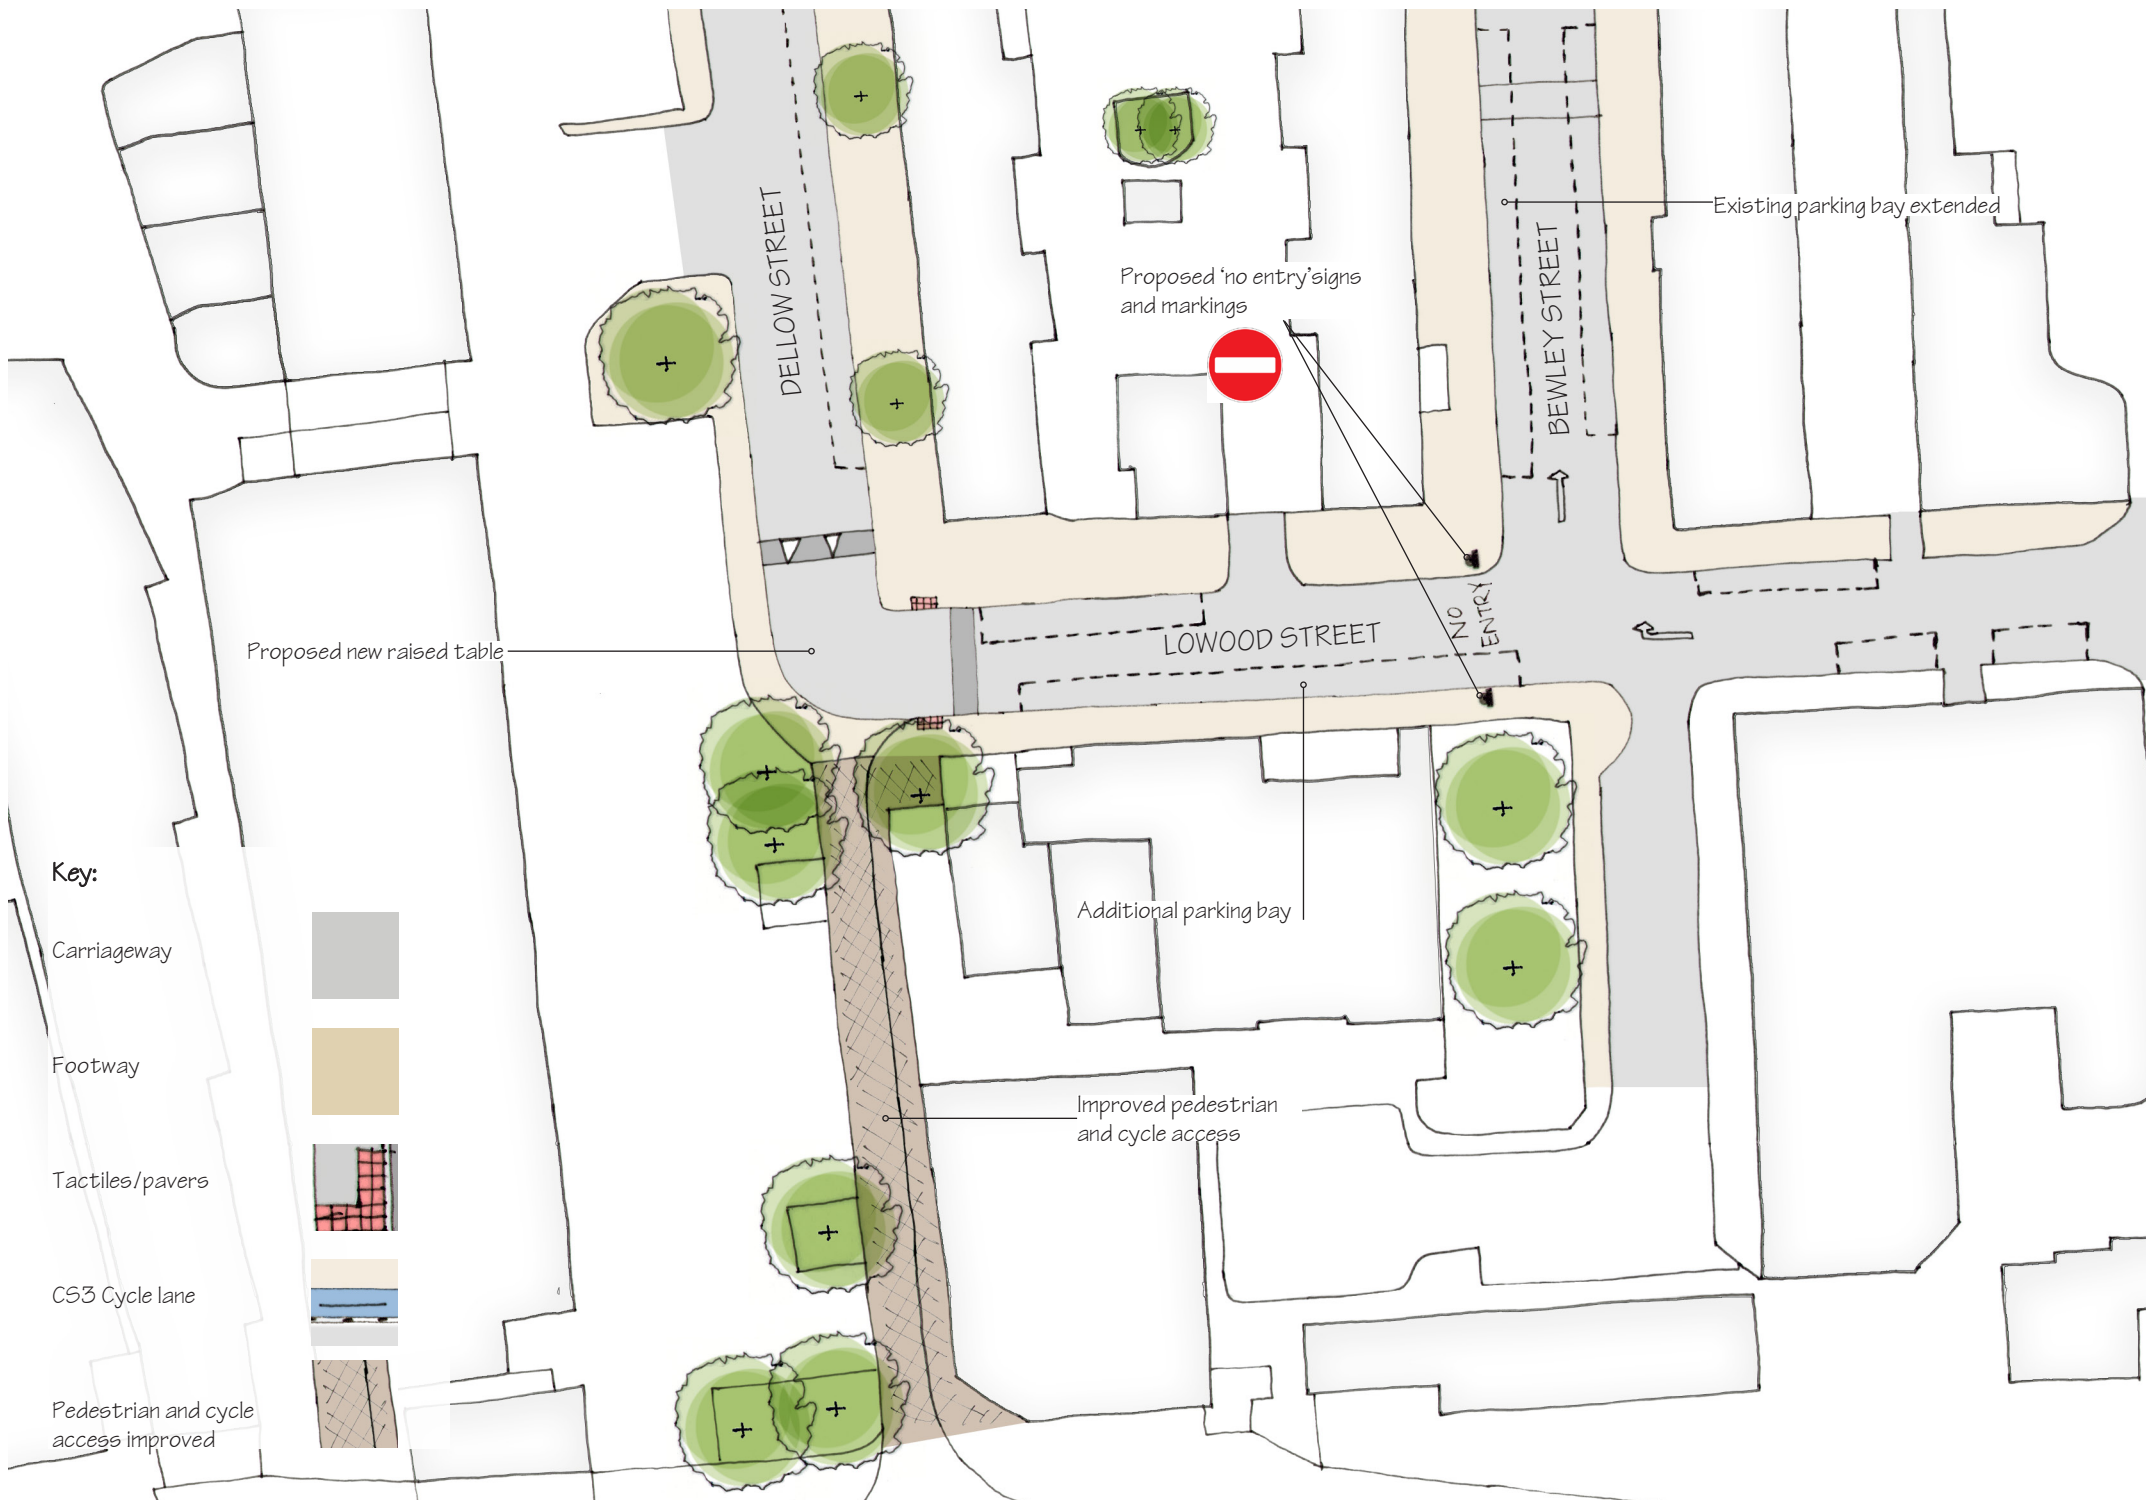 DELLOW STREET
BEWLEY STREET
Existing parking bay extended
Proposed ‘no entry’ signs
and markings
NO
ENTRY
LOWOOD STREET
Proposed new raised table
Additional parking bay
Improved pedestrian
and cycle access
Key:
Carriageway
Footway
Tactiles/pavers
CS3 Cycle lane
Pedestrian and cycle
access improved